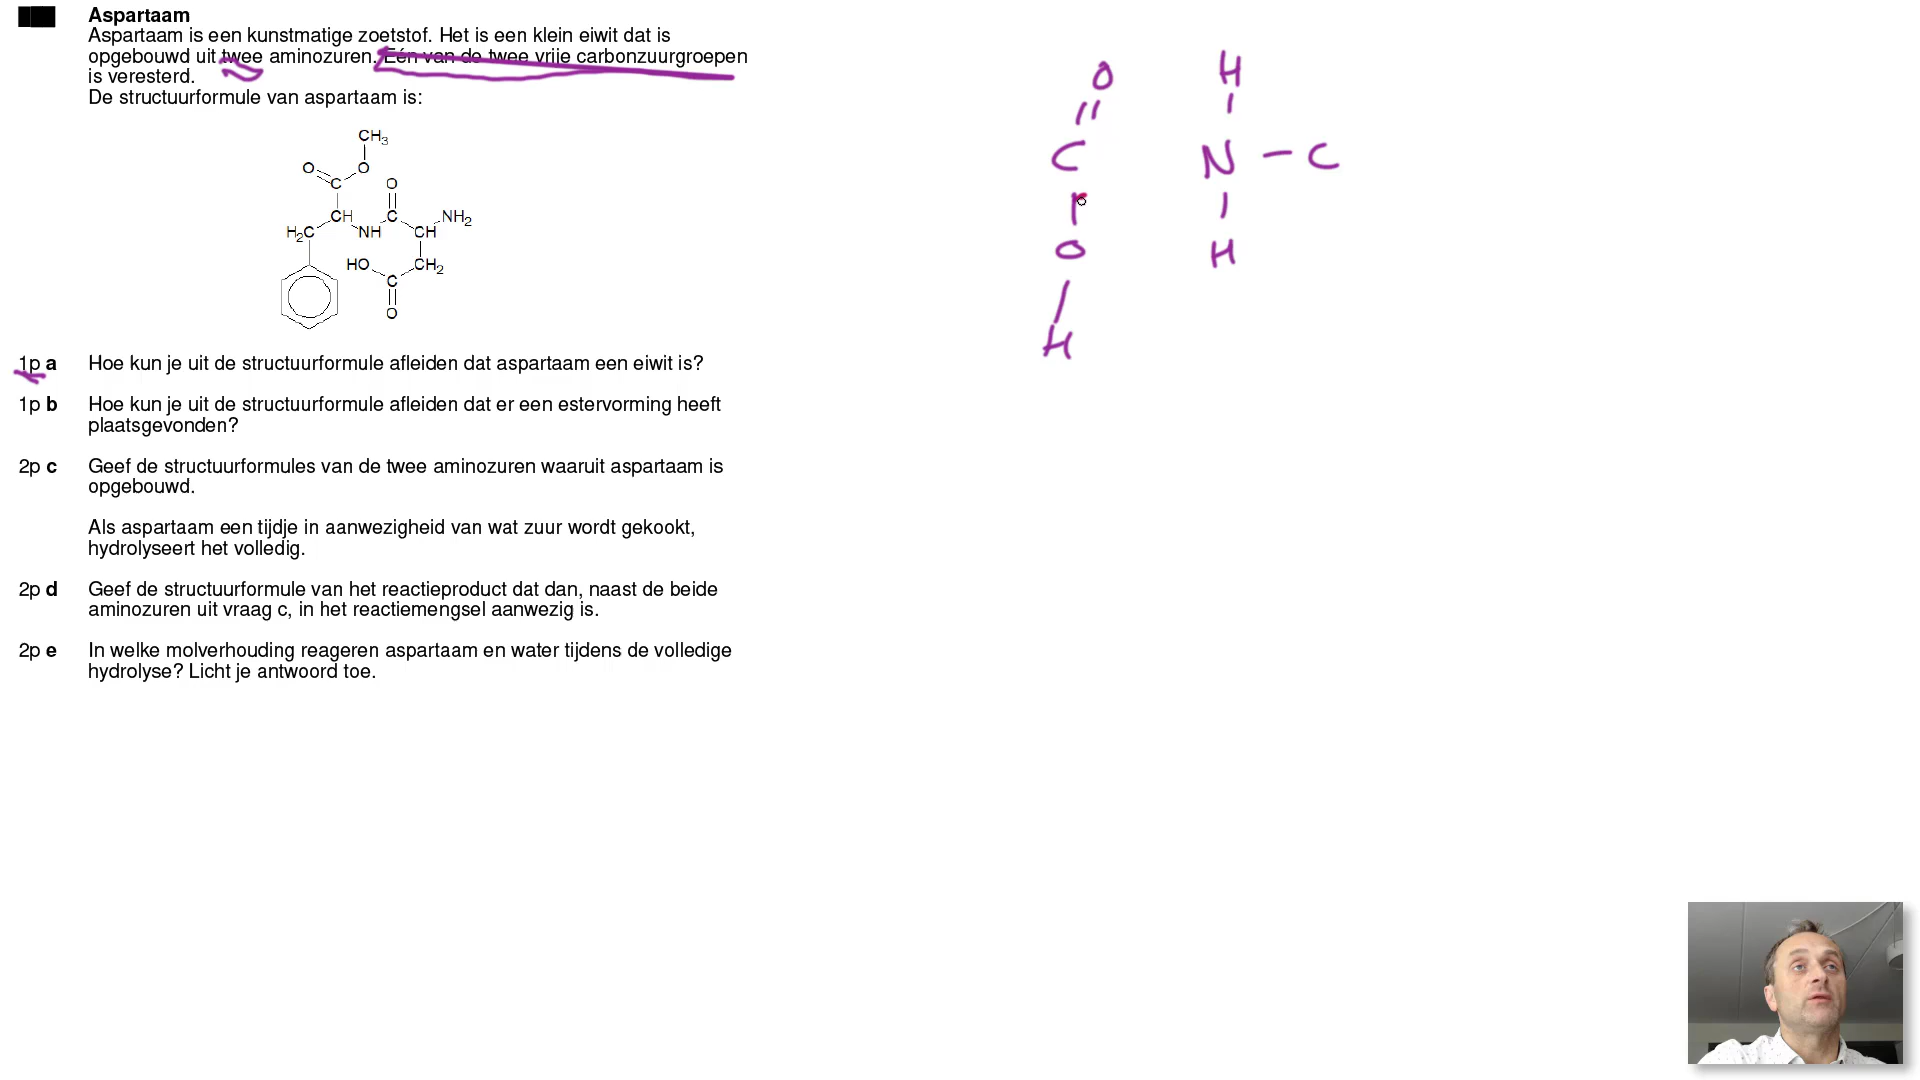 Aspartaam
Aspartaam is een kunstmatige zoetstof. Het is een klein eiwit dat is
opgebouwd uit twee aminozuren. Eén van de twee vrije carbonzuurgroepen
is veresterd.
De structuurformule van aspartaam is:
CH3
O
O
C
O
CH
C
NH2
H2C
NH
CH
HO
CH2
C
O
1p a Hoe kun je uit de structuurformule afleiden dat aspartaam een eiwit is?
1p b Hoe kun je uit de structuurformule afleiden dat er een estervorming heeft
plaatsgevonden?
2p c Geef de structuurformules van de twee aminozuren waaruit aspartaam is
opgebouwd.
Als aspartaam een tijdje in aanwezigheid van wat zuur wordt gekookt,
hydrolyseert het volledig.
2p d Geef de structuurformule van het reactieproduct dat dan, naast de beide
aminozuren uit vraag c, in het reactiemengsel aanwezig is.
2p e In welke molverhouding reageren aspartaam en water tijdens de volledige
hydrolyse? Licht je antwoord toe.
O
C
O
H
H
N - C
H